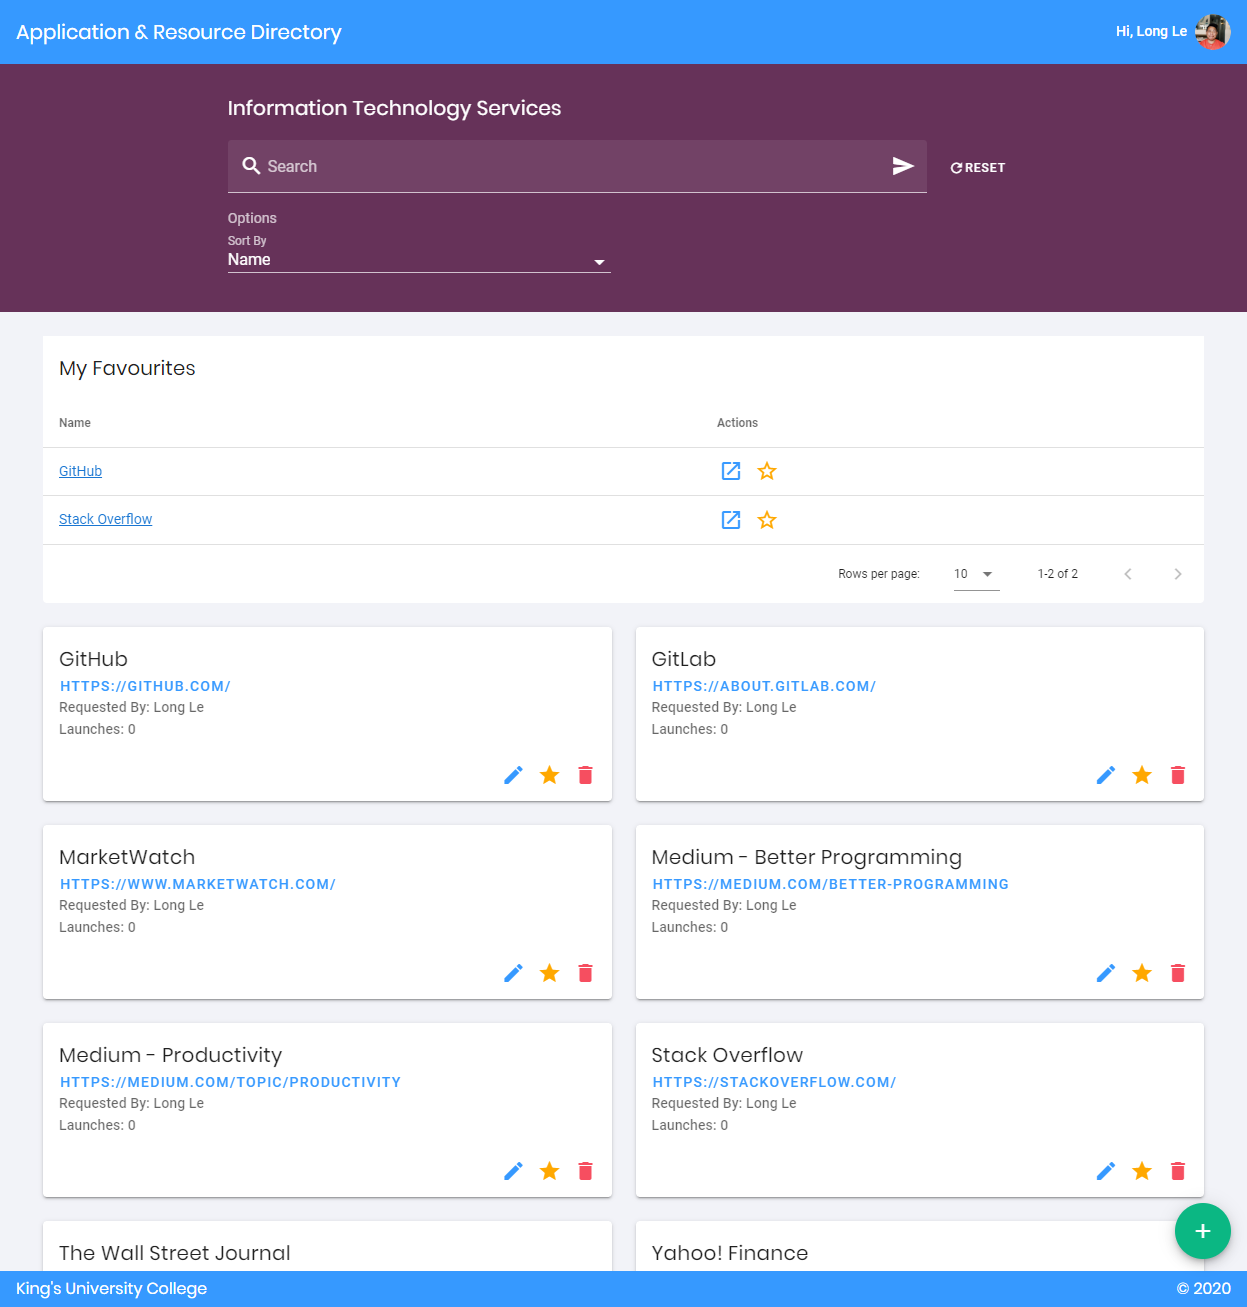 Application & Resource Directory
Hi, Long Le
Information Technology Services
Search
RESET
Options
Sort By
Name
My Favourites
Name Actions
GitHub
Stack Overflow
Rows per page: 10 1-2 of 2
GitHub
HTTPS://GITHUB.COM/
Requested By: Long Le
Launches: 0
GitLab
HTTPS://ABOUT.GITLAB.COM/
Requested By: Long Le
Launches: 0
MarketWatch
HTTPS://WWW.MARKETWATCH.COM/
Requested By: Long Le
Launches: 0
Medium - Better Programming
HTTPS://MEDIUM.COM/BETTER-PROGRAMMING
Requested By: Long Le
Launches: 0
Medium - Productivity
HTTPS://MEDIUM.COM/TOPIC/PRODUCTIVITY
Requested By: Long Le
Launches: 0
Stack Overflow
HTTPS://STACKOVERFLOW.COM/
Requested By: Long Le
Launches: 0
The Wall Street Journal
Yahoo! Finance
King's University College
© 2020